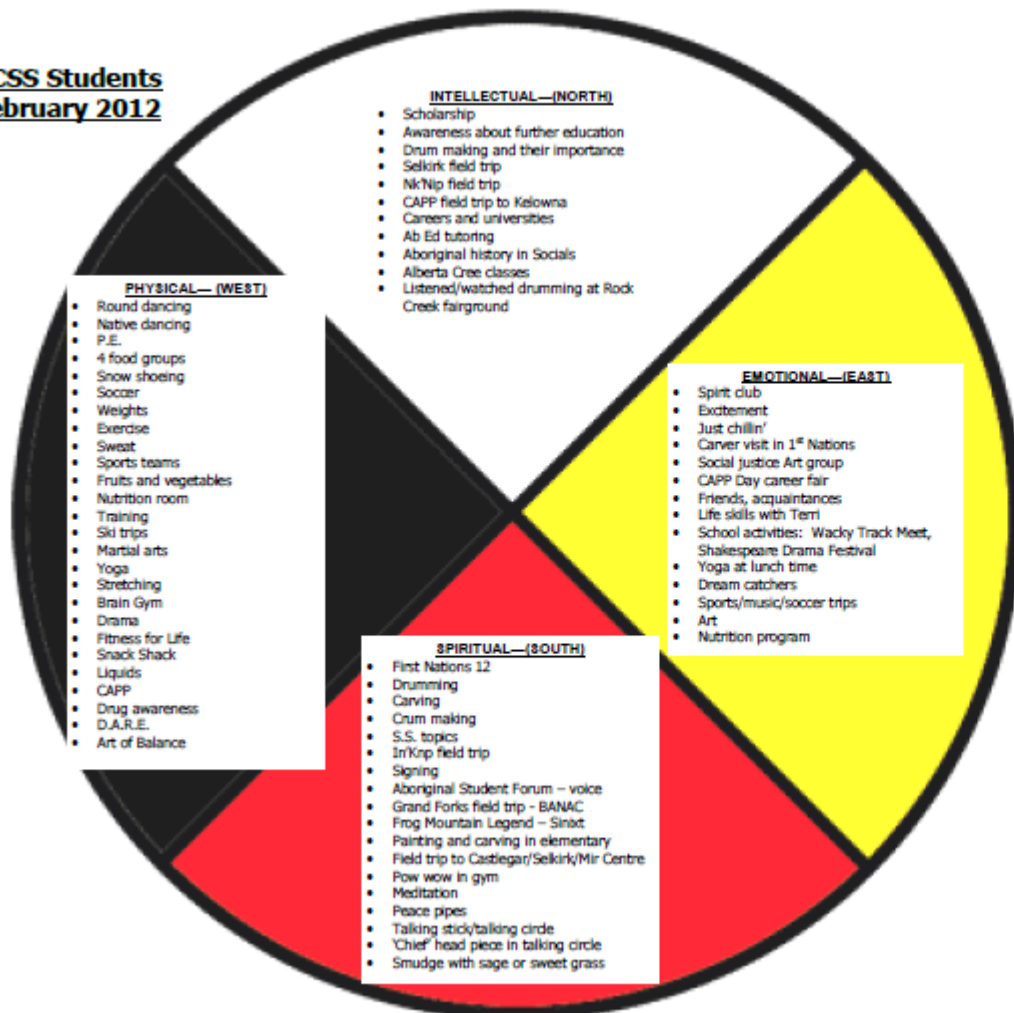 CSS Students
ebruary 2012
INTELLECTUAL—(NORTH)
• Scholarship
• Awareness about further education
• Drum making and their importance
• Selkirk field trip
• Nk'Nip field trip
• CAPP field trip to Kelowna
• Careers and universities
• Ab Ed tutoring
• Aboriginal history in Socials
• Alberta Cree classes
• Listened/watched drumming at Rock
Creek fairground
PHYSICAL— (WEST)
• Round dancing
• Native dancing
• P.E.
• 4 food groups
• Snow shoeing
• Soccer
• Weights
• Exercise
• Sweat
• Sports teams
• Fruits and vegetables
• Nutrition room
• Training
• Ski trips
• Martial arts
• Yoga
• Stretching
• Brain Gym
• Drama
• Fitness for Life
• Snack Shack
• Liquids
• CAPP
• Drug awareness
• D.A.R.E.
• Art of Balance
EMOTIONAL—(EAST)
• Spirit club
• Excitement
• Just chillin'
• Carver visit in 1st Nations
• Social justice Art group
• CAPP Day career fair
• Friends, acquaintances
• Life skills with Terri
• School activities: Wacky Track Meet,
Shakespeare Drama Festival
• Yoga at lunch time
• Dream catchers
• Sports/music/soccer trips
• Art
• Nutrition program
SPIRITUAL—(SOUTH)
• First Nations 12
• Drumming
• Carving
• Crum making
• S.S. topics
• In'Knp field trip
• Signing
• Aboriginal Student Forum – voice
• Grand Forks field trip - BANAC
• Frog Mountain Legend – Sinixt
• Painting and carving in elementary
• Field trip to Castlegar/Selkirk/Mir Centre
• Pow wow in gym
• Meditation
• Peace pipes
• Talking stick/talking circle
• 'Chief' head piece in talking circle
• Smudge with sage or sweet grass